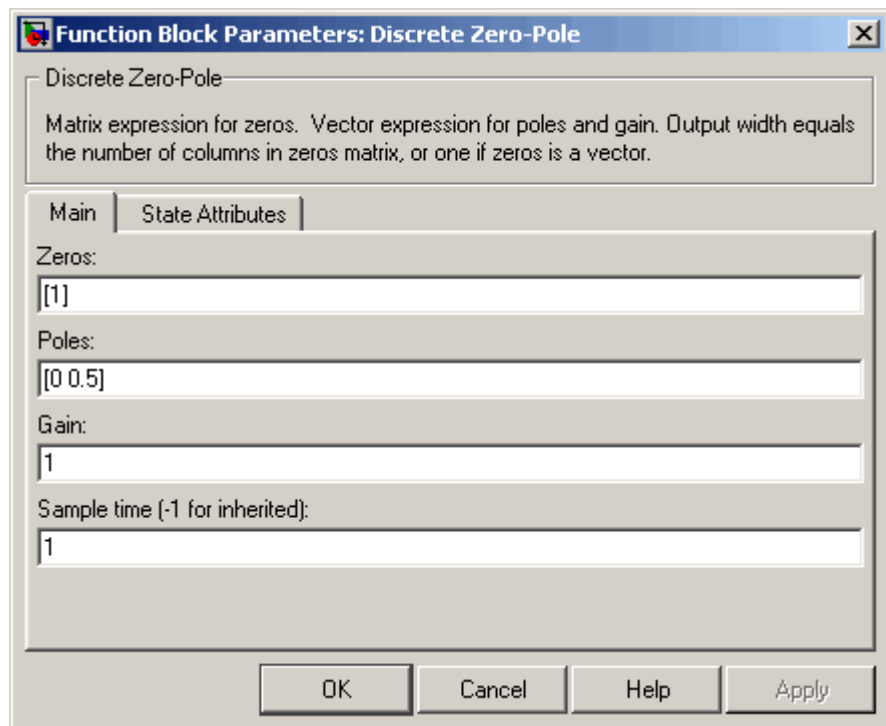 Function Block Parameters: Discrete Zero-Pole
Discrete Zero-Pole
Matrix expression for zeros.  Vector expression for poles and gain. Output width equals
the number of columns in zeros matrix, or one if zeros is a vector.
Main
State Attributes
Zeros:
[1]
Poles:
[0 0.5]
Gain:
1
Sample time (-1 for inherited):
1
OK
Cancel
Help
Apply